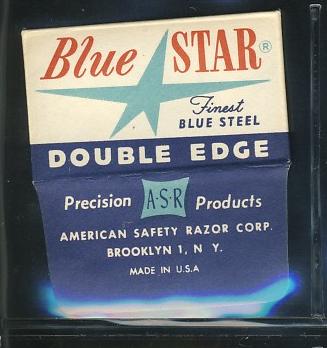 Blue STAR®
Finest
BLUE STEEL
DOUBLE EDGE
Precision A·S·R Products
AMERICAN SAFETY RAZOR CORP.
BROOKLYN 1, N. Y.
MADE IN U.S.A